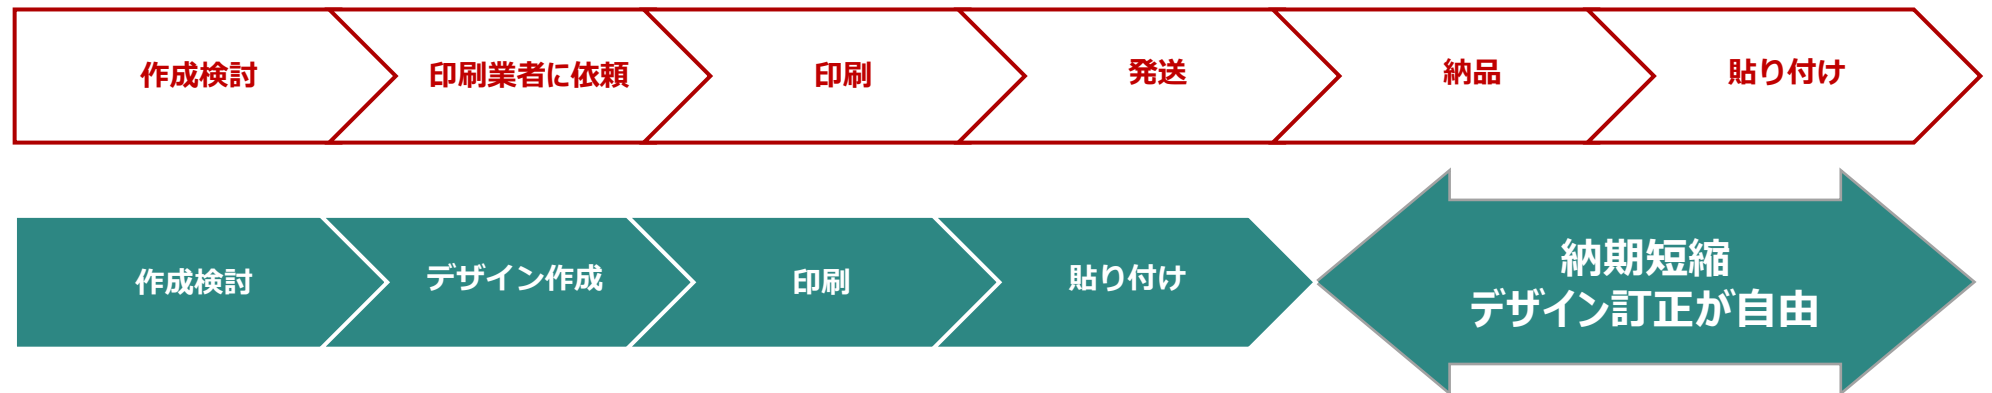 作成検討
印刷業者に依頼
印刷
発送
納品
貼り付け
作成検討
デザイン作成
印刷
貼り付け
納期短縮
デザイン訂正が自由